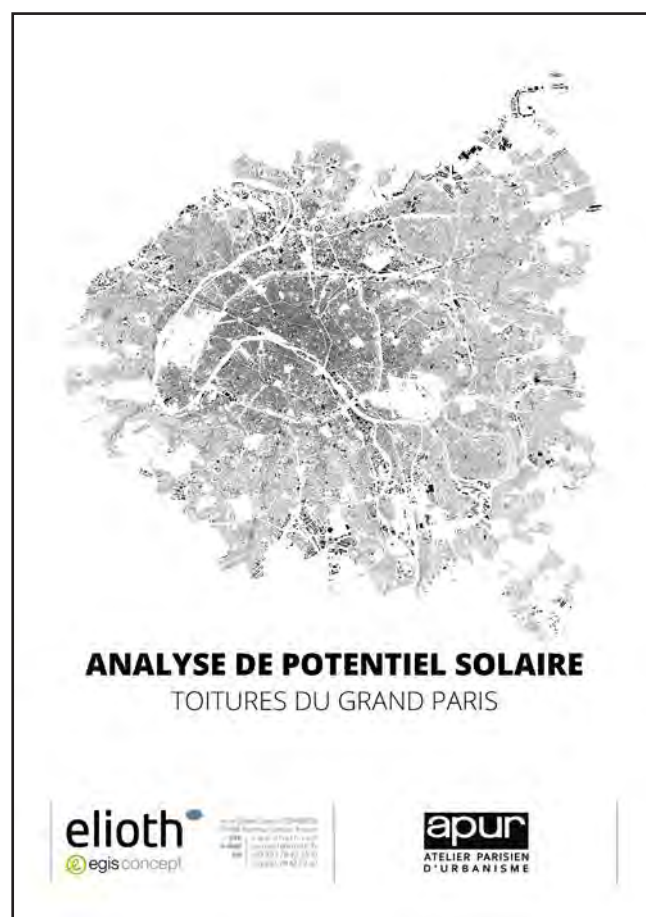 ANALYSE DE POTENTIEL SOLAIRE
TOITURES DU GRAND PARIS
elioth
egis concept
apur
ATELIER PARISIEN
D'URBANISME